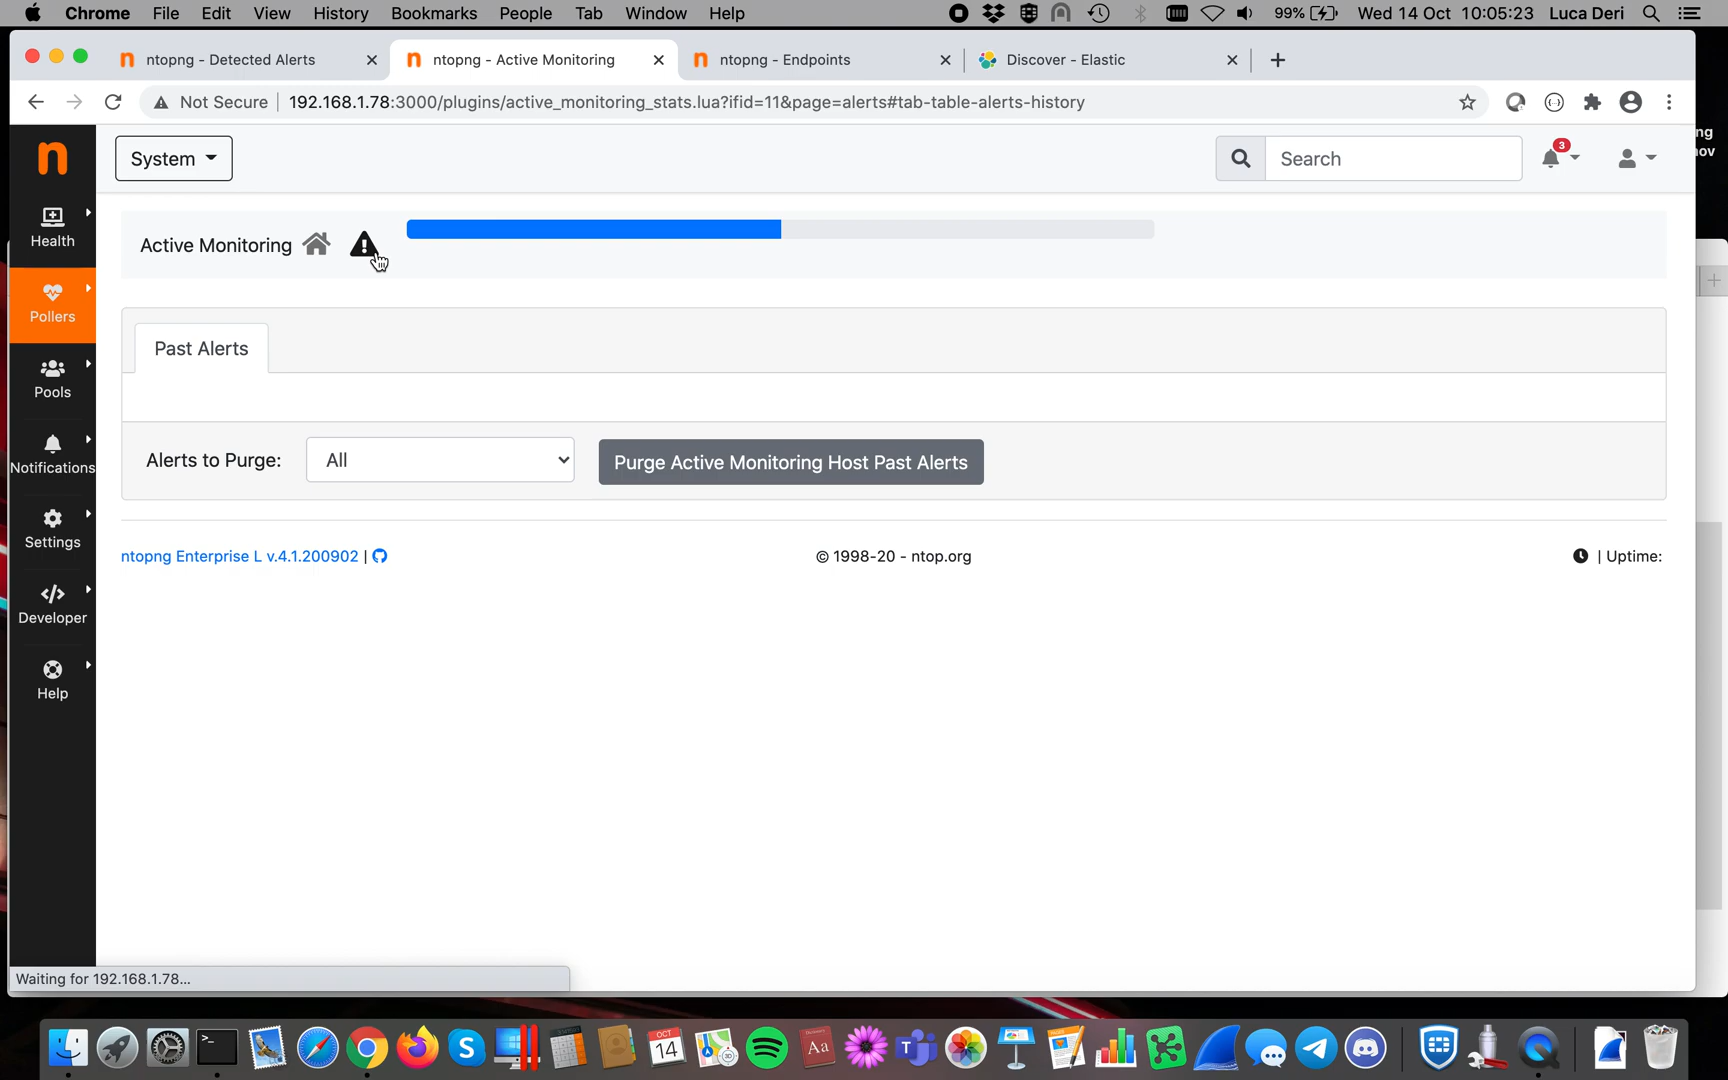 Chrome File Edit View History Bookmarks People Tab Window Help 99% Wed 14 Oct 10:05:23 Luca Deri
ntopng - Detected Alerts ntopng - Active Monitoring ntopng - Endpoints Discover - Elastic
Not Secure 192.168.1.78:3000/plugins/active_monitoring_stats.lua?ifid=11&page=alerts#tab-table-alerts-history
System Search 3
Health
Active Monitoring
Pollers
Past Alerts
Pools
Alerts to Purge: All Purge Active Monitoring Host Past Alerts
Notifications
Settings
ntopng Enterprise L v.4.1.200902 | © 1998-20 - ntop.org | Uptime:
Developer
Help
Waiting for 192.168.1.78...
OCT
14
Aa